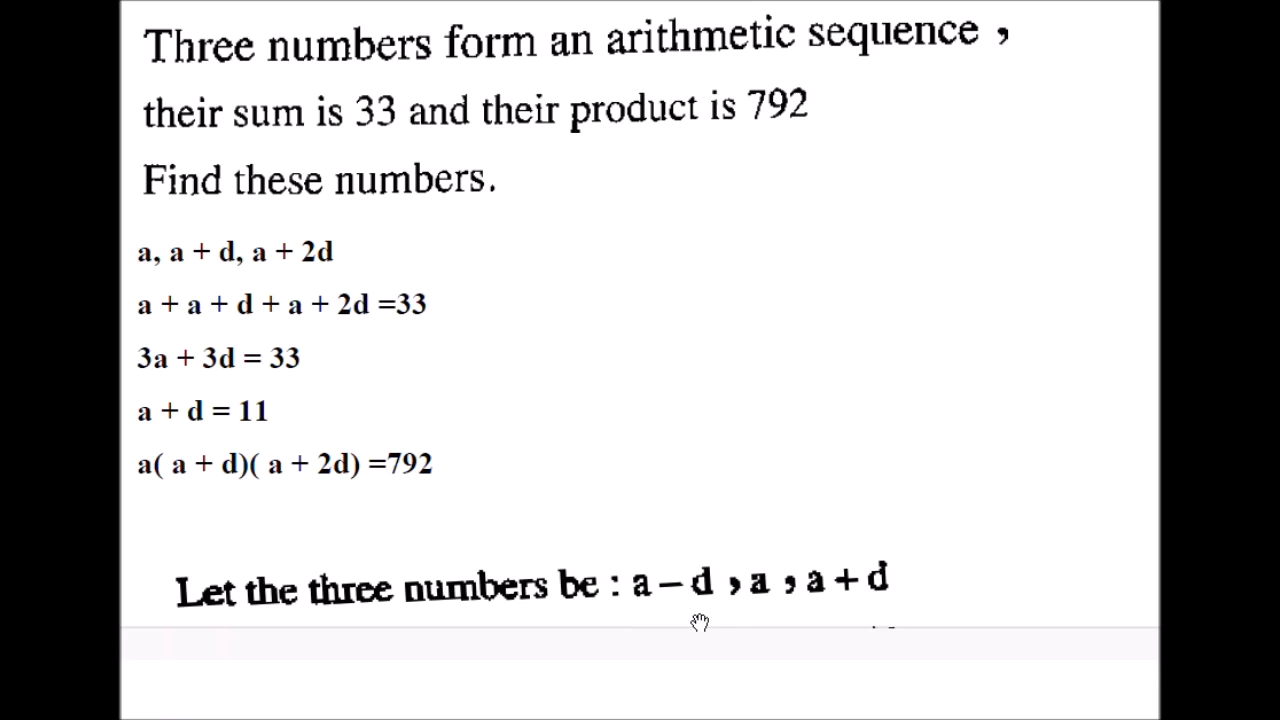 Three numbers form an arithmetic sequence ,
their sum is 33 and their product is 792
Find these numbers.
a, a + d, a + 2d
a + a + d + a + 2d =33
3a + 3d = 33
a + d = 11
a( a + d)( a + 2d) =792
Let the three numbers be : a – d , a , a + d